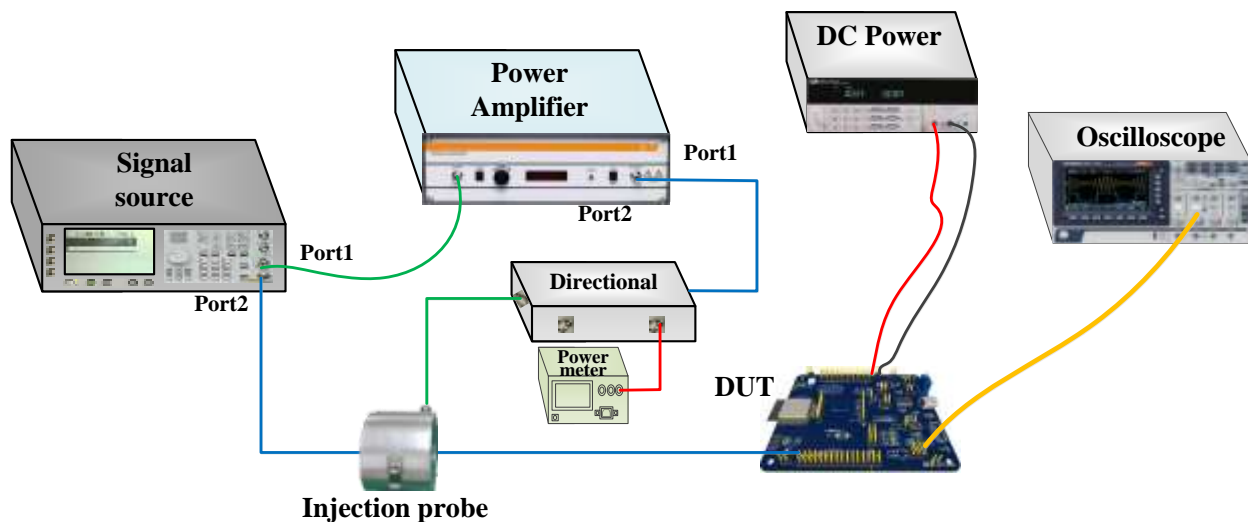 DC Power
Power
Amplifier
Oscilloscope
Signal
source
Port1
Port2
Port1
Directional
Port2
Power
meter
DUT
Injection probe